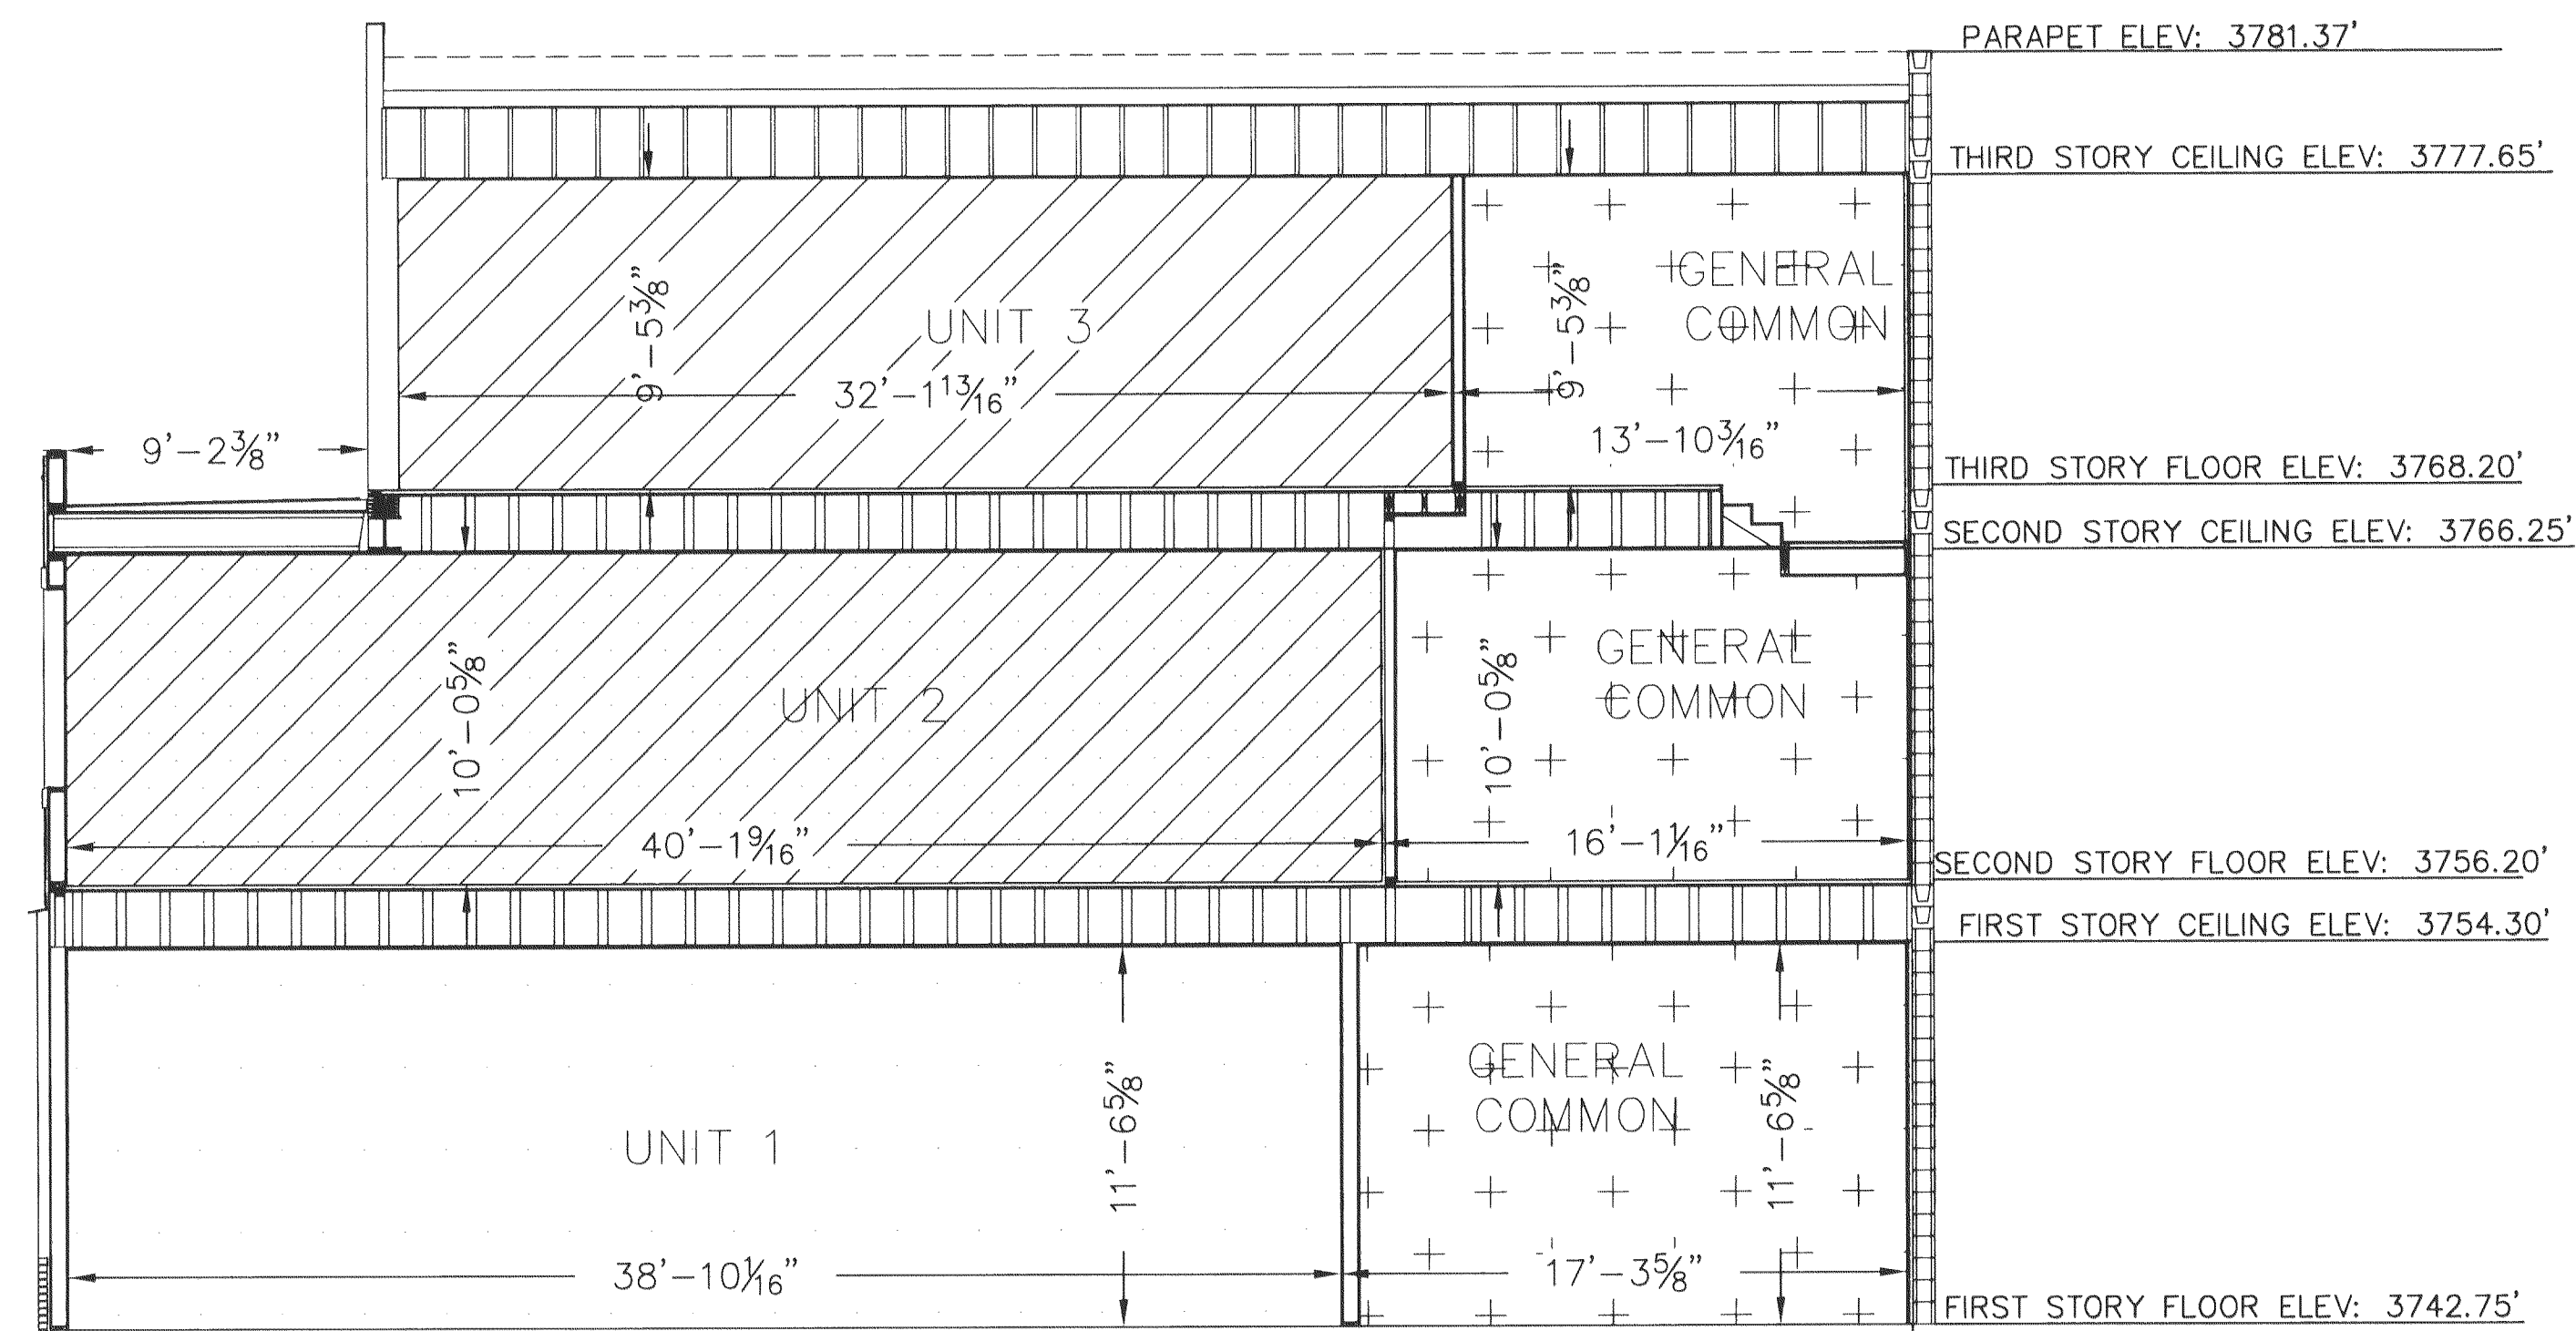 PARAPET ELEV: 3781.37'
THIRD STORY CEILING ELEV: 3777.65'
GENERAL
COMMON
9'-5⅜"
9'-5⅜"
UNIT 3
32'-1¹³⁄₁₆"
13'-10³⁄₁₆"
9'-2⅜"
THIRD STORY FLOOR ELEV: 3768.20'
SECOND STORY CEILING ELEV: 3766.25'
GENERAL
COMMON
10'-0⅝"
10'-0⅝"
UNIT 2
40'-1⁹⁄₁₆"
16'-1¹⁄₁₆"
SECOND STORY FLOOR ELEV: 3756.20'
FIRST STORY CEILING ELEV: 3754.30'
GENERAL
COMMON
11'-6⅝"
11'-6⅝"
UNIT 1
38'-10¹⁄₁₆"
17'-3⅝"
FIRST STORY FLOOR ELEV: 3742.75'